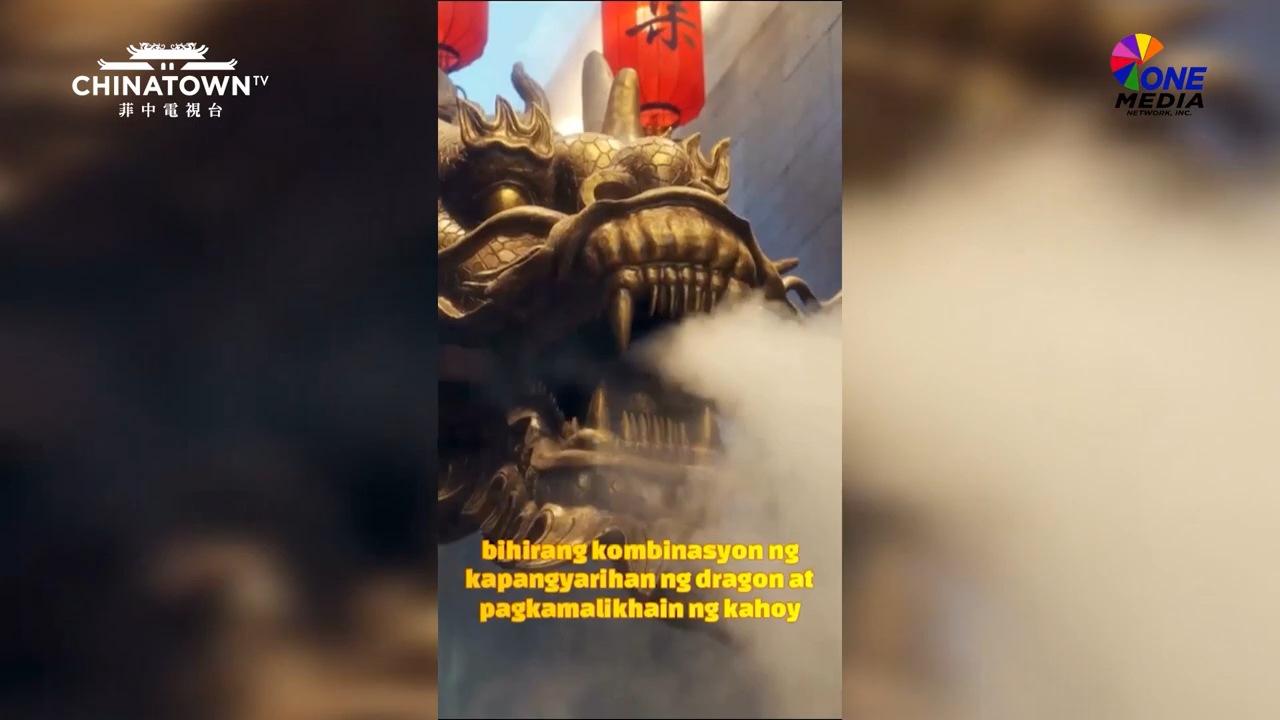 CHINATOWN TV
菲中電視台
ONE
MEDIA
NETWORK, INC.
bihirang kombinasyon ng
kapangyarihan ng dragon at
pagkamalikhain ng kahoy